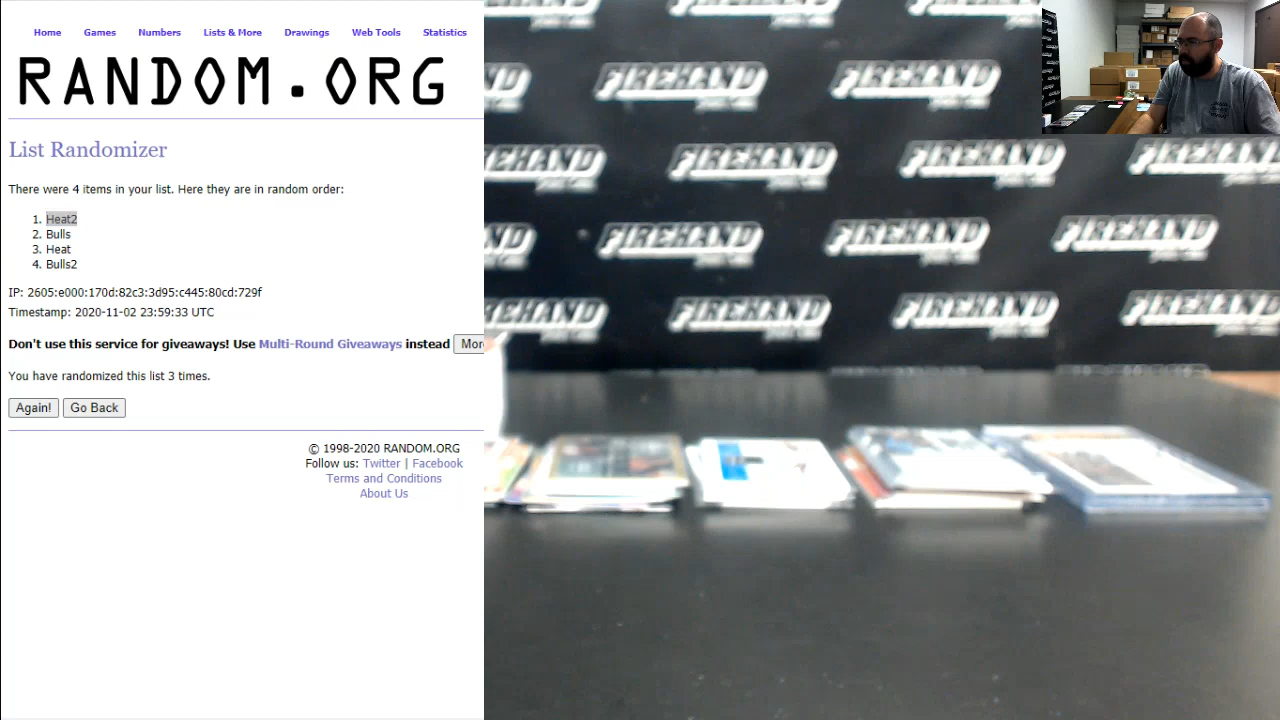 Home Games Numbers Lists & More Drawings Web Tools Statistics
RANDOM.ORG
List Randomizer
There were 4 items in your list. Here they are in random order:
1. Heat2
2. Bulls
3. Heat
4. Bulls2
IP: 2605:e000:170d:82c3:3d95:c445:80cd:729f
Timestamp: 2020-11-02 23:59:33 UTC
Don't use this service for giveaways! Use Multi-Round Giveaways instead
You have randomized this list 3 times.
Again! Go Back
© 1998-2020 RANDOM.ORG
Follow us: Twitter | Facebook
Terms and Conditions
About Us
FIREHAND
FIREHAND
FIREHAND
FIREHAND
FIREHAND
FIREHAND
FIREHAND
FIREHAND
FIREHAND
FIREHAND
FIREHAND